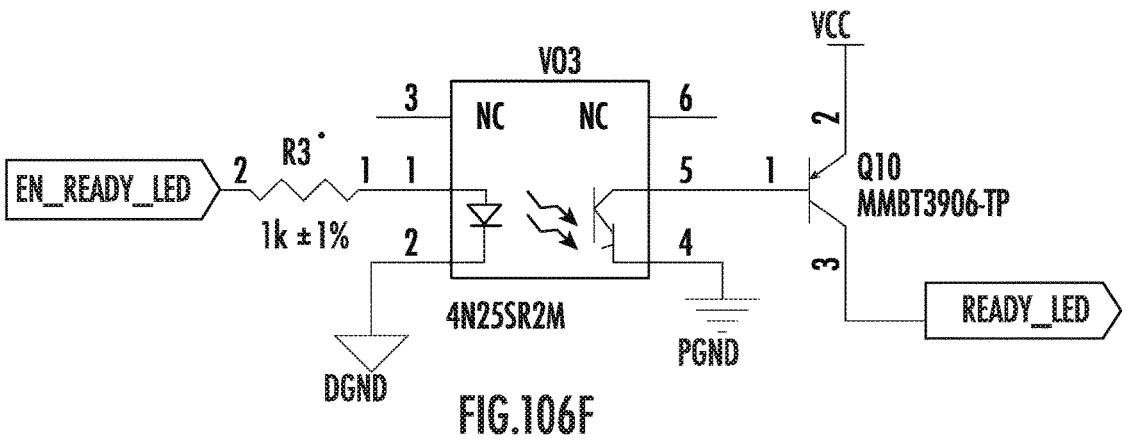 VCC
VO3
3 NC NC 6
2
R3
EN_READY_LED 2 1 1 5 1 Q10
MMBT3906-TP
1k ± 1%
2 4
3
4N25SR2M
READY_LED
PGND
DGND
FIG.106F